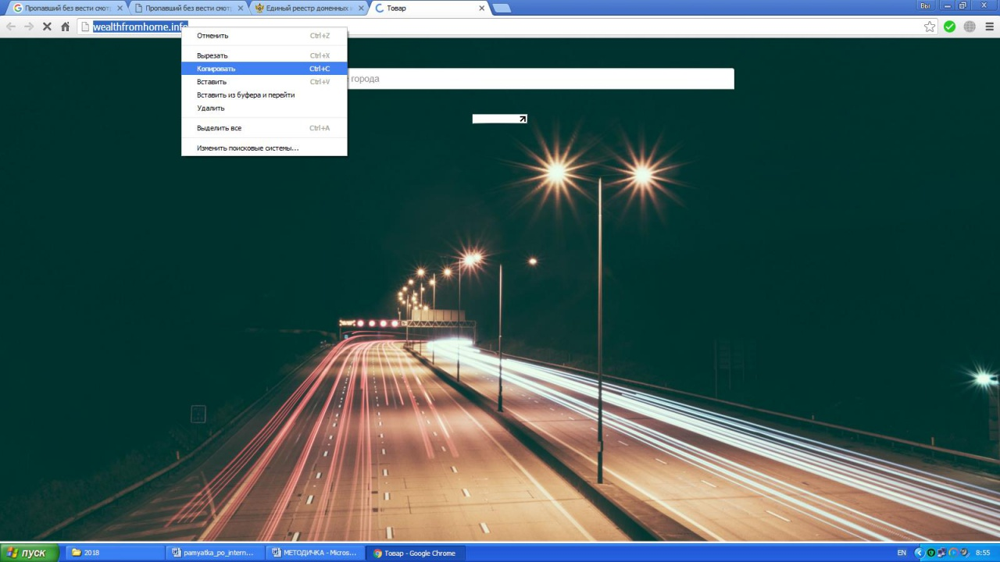 Пропавший без вести смот
Пропавший без вести смот
Единый реестр доменных и
Товар
Вы
wealthfromhome.info
Отменить Ctrl+Z
Вырезать Ctrl+X
Копировать Ctrl+C
города
Вставить Ctrl+V
Вставить из буфера и перейти
Удалить
Выделить все Ctrl+A
Изменить поисковые системы...
пуск
2018
pamyatka_po_intern...
МЕТОДИЧКА - Micros...
Товар - Google Chrome
EN
8:55